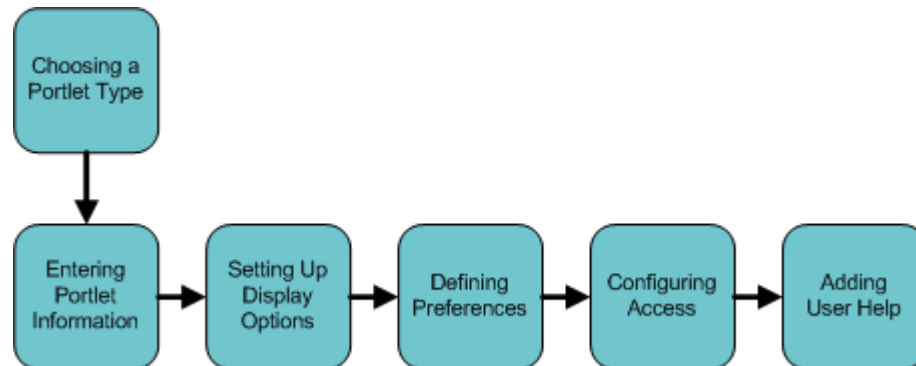 Choosing a
Portlet Type
Entering
Portlet
Information
Setting Up
Display
Options
Defining
Preferences
Configuring
Access
Adding
User Help